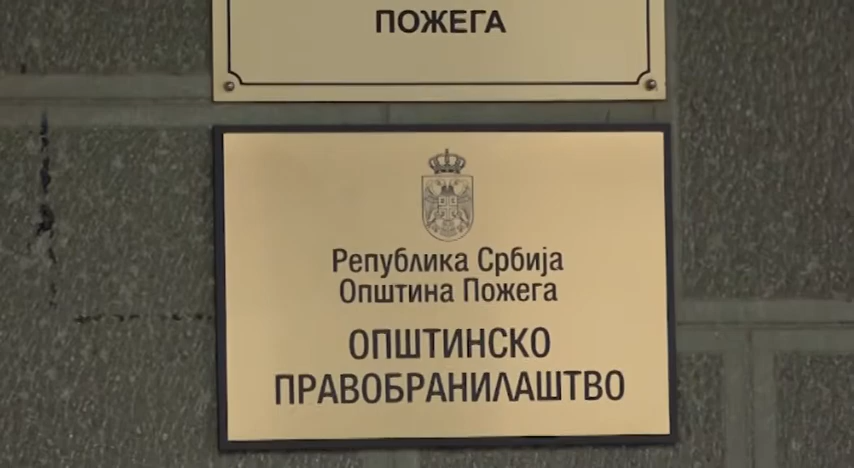 ПОЖЕГА
Република Србија
Општина Пожега
ОПШТИНСКО
ПРАВОБРАНИЛАШТВО